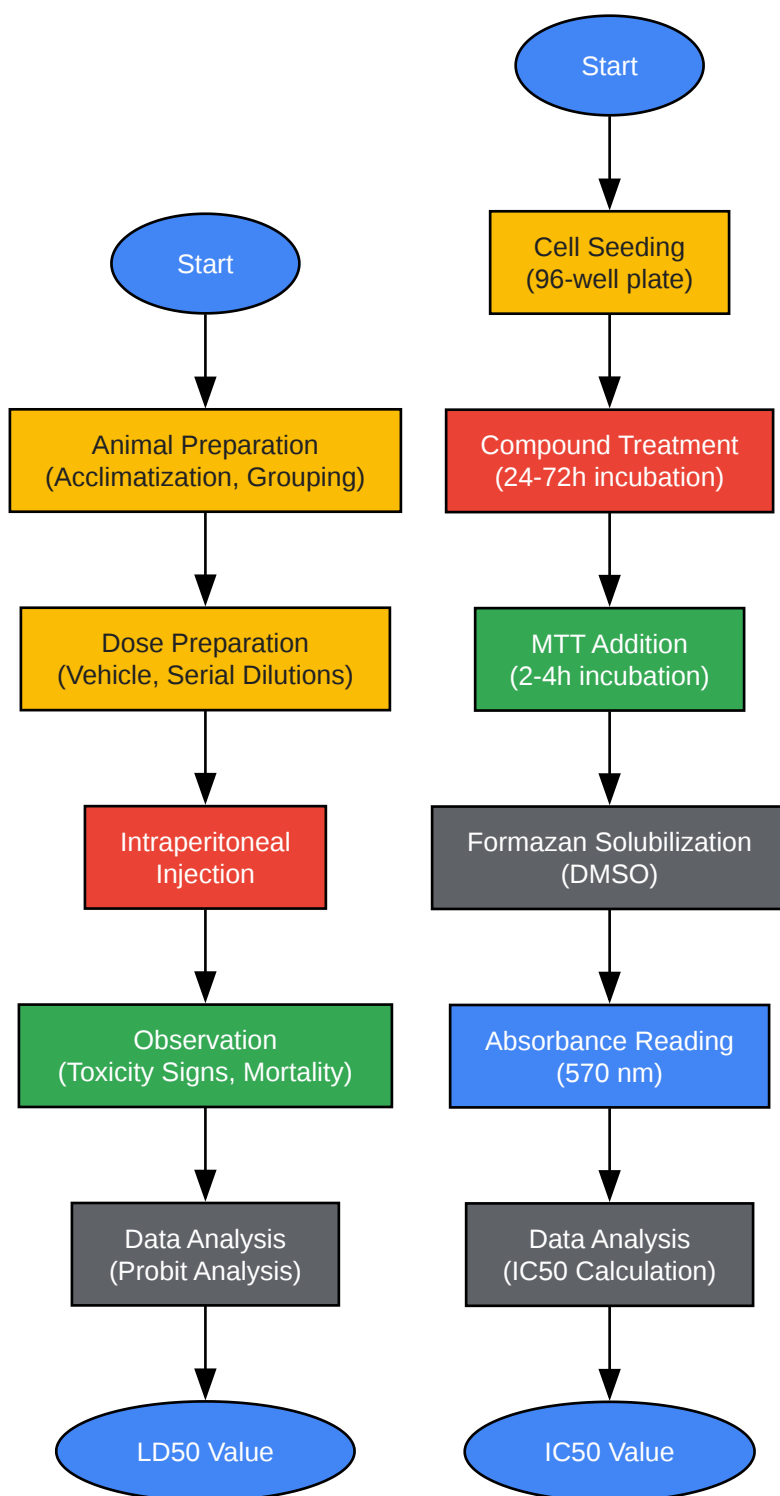 Start
Animal Preparation
(Acclimatization, Grouping)
Dose Preparation
(Vehicle, Serial Dilutions)
Intraperitoneal
Injection
Observation
(Toxicity Signs, Mortality)
Data Analysis
(Probit Analysis)
LD50 Value
Start
Cell Seeding
(96-well plate)
Compound Treatment
(24-72h incubation)
MTT Addition
(2-4h incubation)
Formazan Solubilization
(DMSO)
Absorbance Reading
(570 nm)
Data Analysis
(IC50 Calculation)
IC50 Value